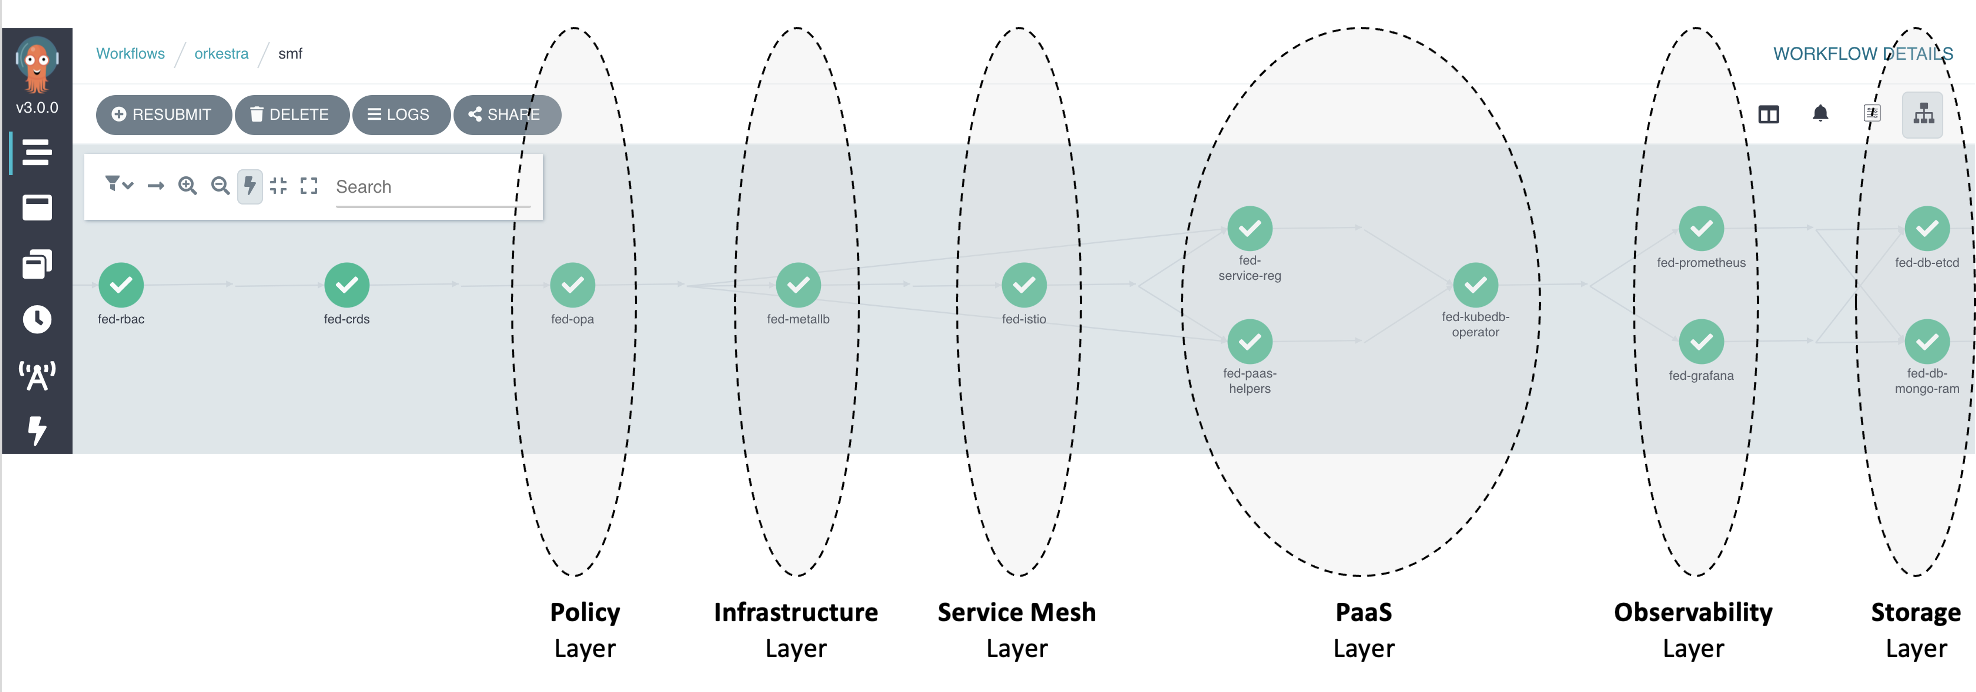 Workflows / orkestra / smf
WORKFLOW DETAILS
v3.0.0
RESUBMIT
DELETE
LOGS
SHARE
Search
fed-rbac
fed-crds
fed-opa
fed-metallb
fed-istio
fed-
service-reg
fed-paas-
helpers
fed-kubedb-
operator
fed-prometheus
fed-grafana
fed-db-etcd
fed-db-
mongo-ram
Policy
Layer
Infrastructure
Layer
Service Mesh
Layer
PaaS
Layer
Observability
Layer
Storage
Layer